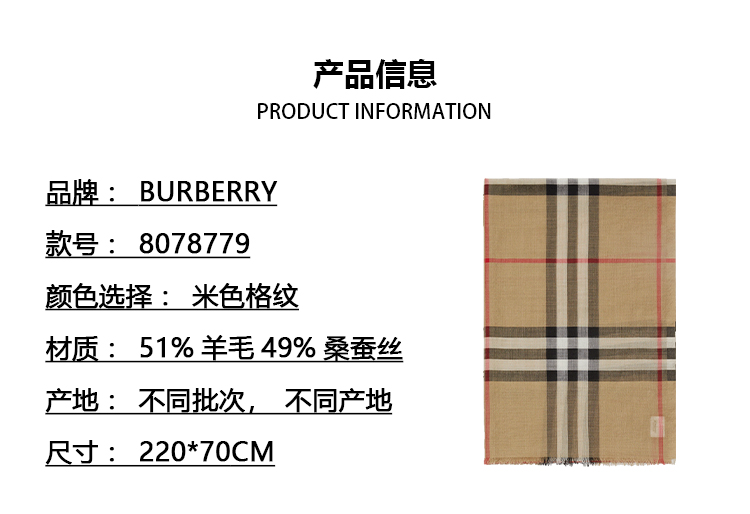 产品信息
PRODUCT INFORMATION
品牌： BURBERRY
款号： 8078779
颜色选择： 米色格纹
材质： 51% 羊毛 49% 桑蚕丝
产地： 不同批次， 不同产地
尺寸： 220*70CM